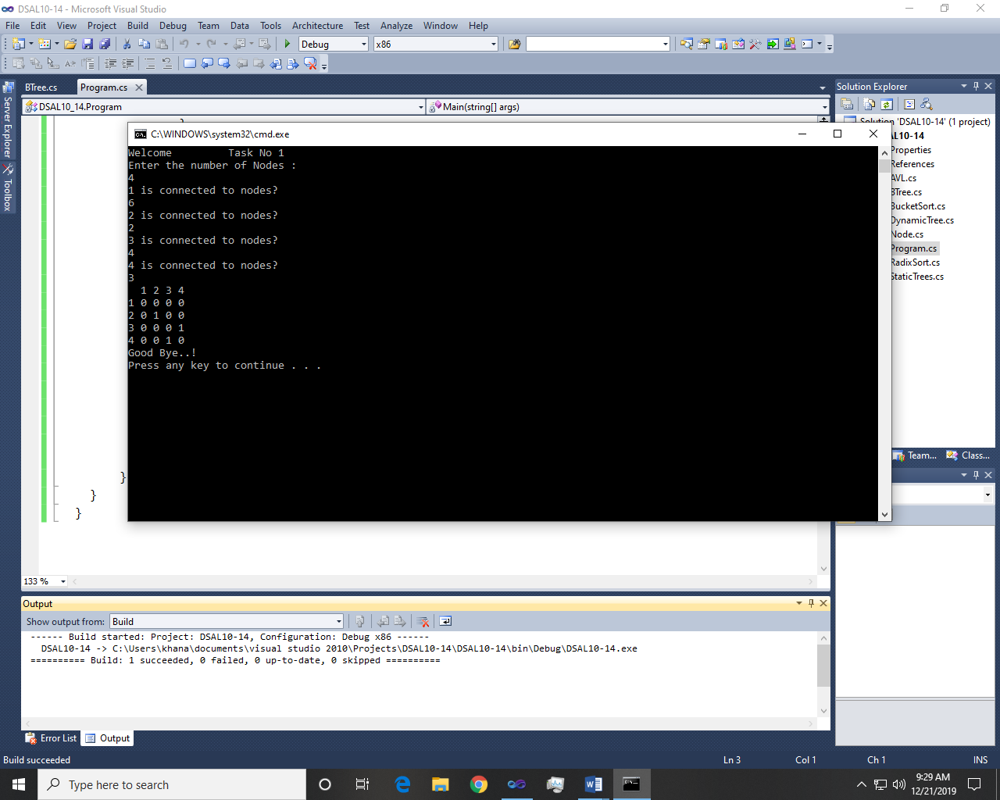 DSAL10-14 - Microsoft Visual Studio
File Edit View Project Build Debug Team Data Tools Architecture Test Analyze Window Help
Debug x86
BTree.cs Program.cs
DSAL10_14.Program Main(string[] args)
Server Explorer
Toolbox
}
}
}
133 %
C:\WINDOWS\system32\cmd.exe
Welcome Task No 1
Enter the number of Nodes :
4
1 is connected to nodes?
6
2 is connected to nodes?
2
3 is connected to nodes?
4
4 is connected to nodes?
3
1 2 3 4
1 0 0 0 0
2 0 1 0 0
3 0 0 0 1
4 0 0 1 0
Good Bye..!
Press any key to continue . . .
Solution Explorer
Solution 'DSAL10-14' (1 project)
AL10-14
Properties
References
AVL.cs
BTree.cs
BucketSort.cs
DynamicTree.cs
Node.cs
Program.cs
RadixSort.cs
StaticTrees.cs
Team... Class...
Output
Show output from: Build
------ Build started: Project: DSAL10-14, Configuration: Debug x86 ------
DSAL10-14 -> C:\Users\khana\documents\visual studio 2010\Projects\DSAL10-14\DSAL10-14\bin\Debug\DSAL10-14.exe
========== Build: 1 succeeded, 0 failed, 0 up-to-date, 0 skipped ==========
Error List Output
Build succeeded Ln 3 Col 1 Ch 1 INS
Type here to search
9:29 AM
12/21/2019